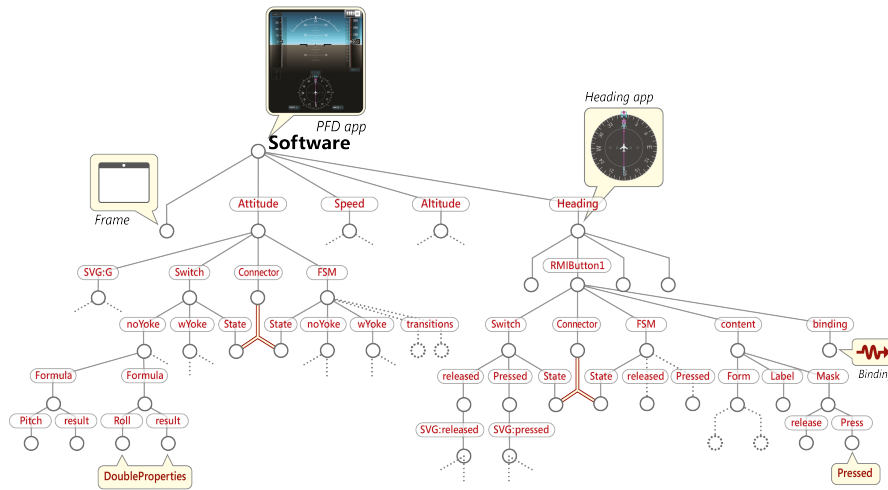 Heading app
PFD app
Software
Frame
Attitude
Speed
Altitude
Heading
SVG:G
Switch
Connector
FSM
RMIButton1
noYoke
wYoke
State
State
noYoke
wYoke
transitions
Switch
Connector
FSM
content
binding
Formula
Formula
released
Pressed
State
State
released
Pressed
Form
Label
Mask
Bindin
Pitch
result
Roll
result
SVG:released
SVG:pressed
release
Press
DoubleProperties
Pressed